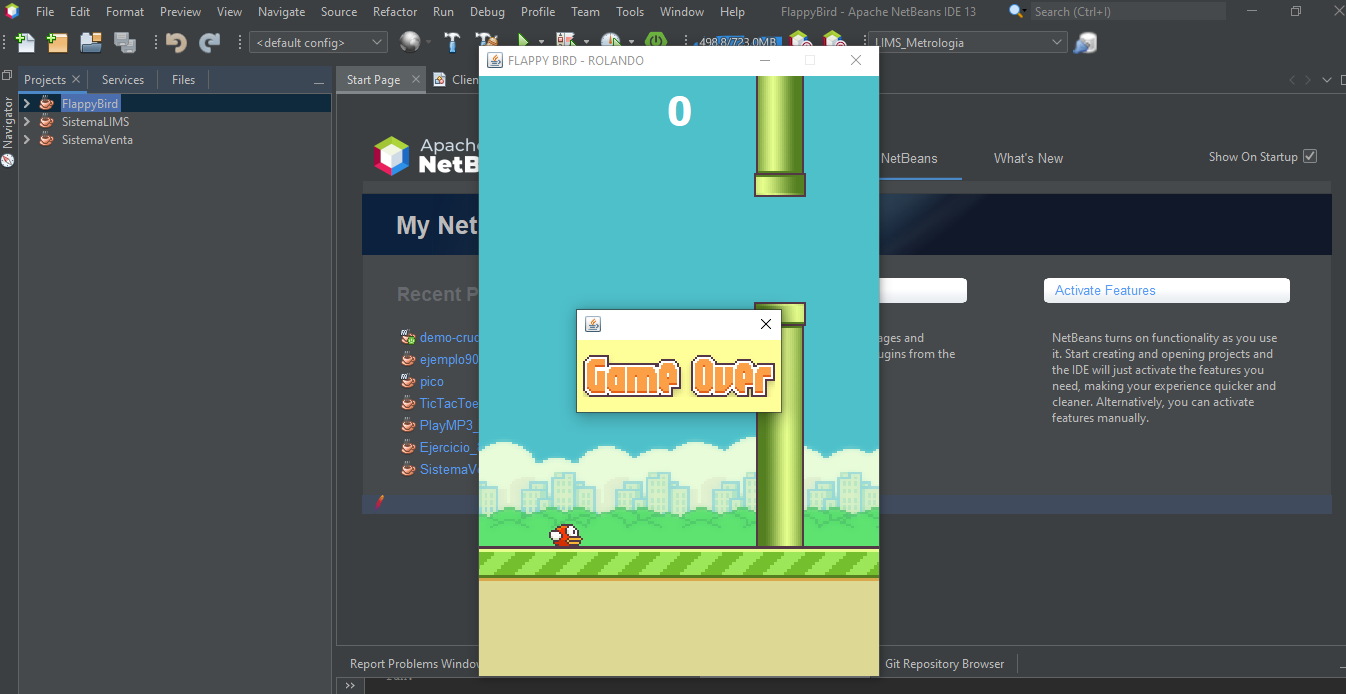 File Edit Format Preview View Navigate Source Refactor Run Debug Profile Team Tools Window Help FlappyBird - Apache NetBeans IDE 13 Search (Ctrl+I)
<default config> 498.8/723.0MB LIMS_Metrologia
FLAPPY BIRD - ROLANDO
Projects Services Files Start Page Clien
Navigator
FlappyBird
SistemaLIMS
SistemaVenta
0
Apache
NetB
NetBeans What's New Show On Startup
My Net
Recent P
Activate Features
demo-crud
ejemplo90
pico
TicTacToe
PlayMP3_
Ejercicio_
SistemaVe
ages and
ugins from the
NetBeans turns on functionality as you use
it. Start creating and opening projects and
the IDE will just activate the features you
need, making your experience quicker and
cleaner. Alternatively, you can activate
features manually.
Game Over
Report Problems Window Git Repository Browser